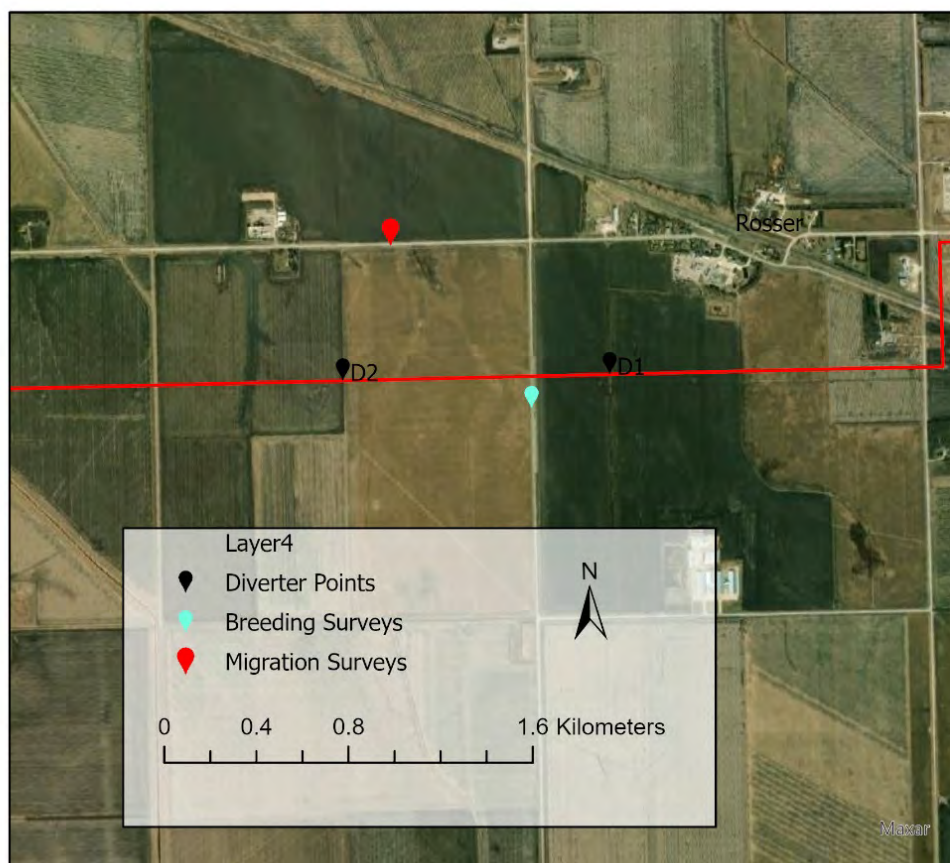 Rosser
D2
D1
Layer4
Diverter Points
Breeding Surveys
Migration Surveys
N
0 0.4 0.8 1.6 Kilometers
Maxar